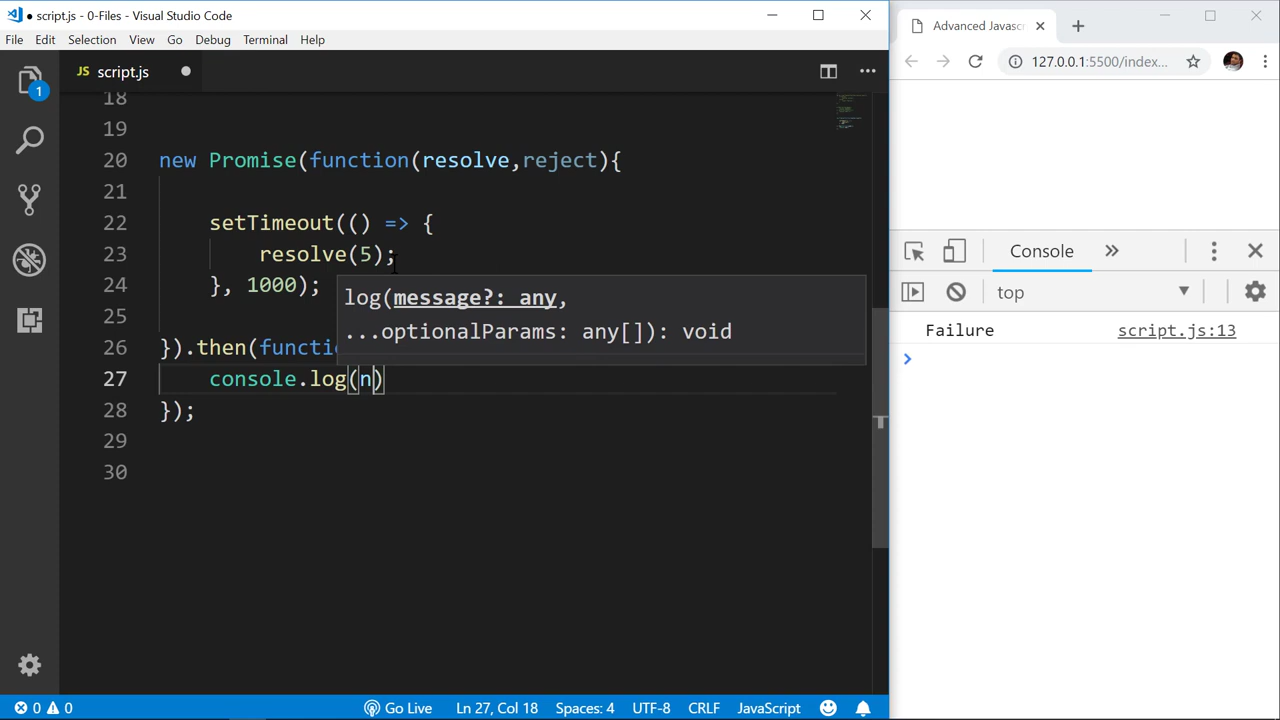 ● script.js - 0-Files - Visual Studio Code
File Edit Selection View Go Debug Terminal Help
JS script.js
1
18
19
20 new Promise(function(resolve,reject){
21
22 setTimeout(() => {
23 resolve(5);
24 }, 1000);
25
26 }).then(functi
27 console.log(n)
28 });
29
30
log(message?: any,
...optionalParams: any[]): void
0 0 Go Live Ln 27, Col 18 Spaces: 4 UTF-8 CRLF JavaScript
Advanced Javasc
127.0.0.1:5500/index...
Console
top
Failure script.js:13